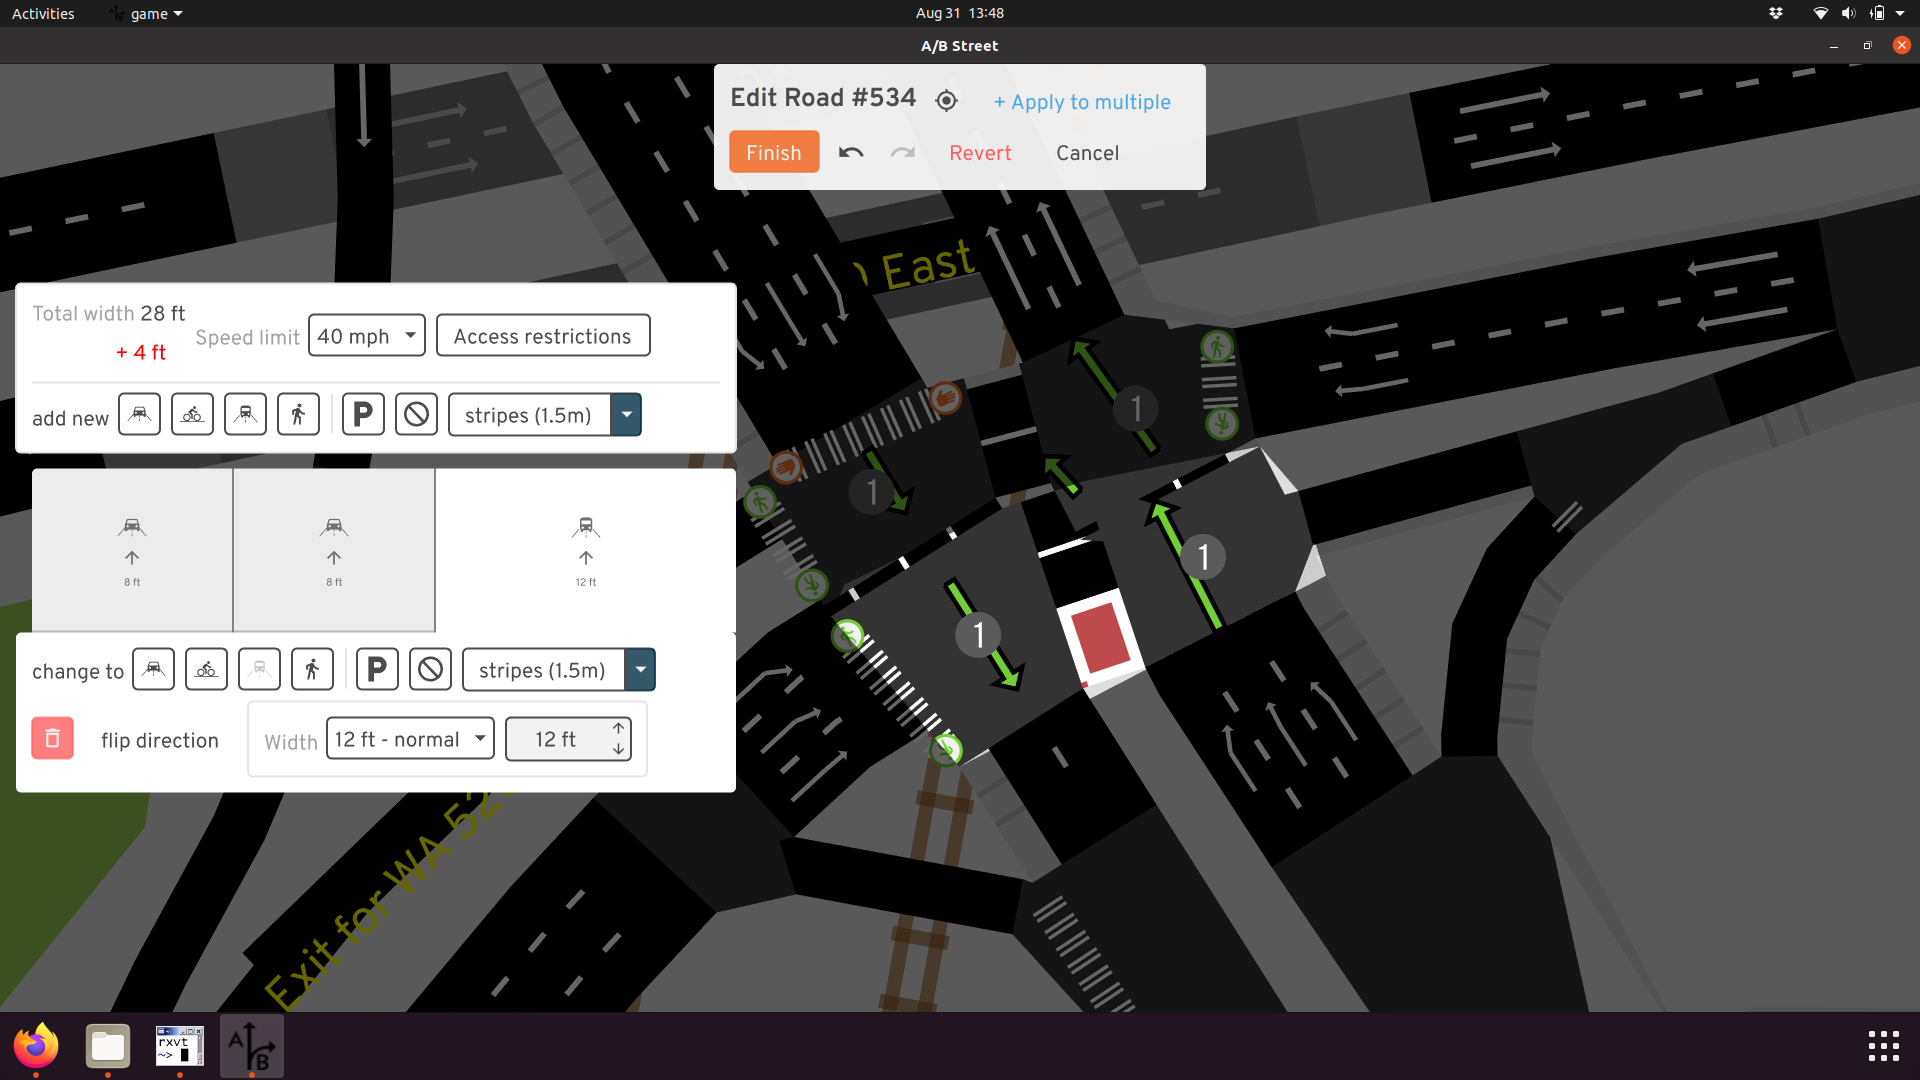 Activities
game
Aug 31 13:48
A/B Street
Edit Road #534
+ Apply to multiple
Finish
Revert
Cancel
East
Total width 28 ft
+ 4 ft
Speed limit
40 mph
Access restrictions
add new
P
stripes (1.5m)
8 ft
8 ft
12 ft
1
1
1
1
change to
P
stripes (1.5m)
flip direction
Width
12 ft - normal
12 ft
Exit for WA 52
rxvt
~>
A
B